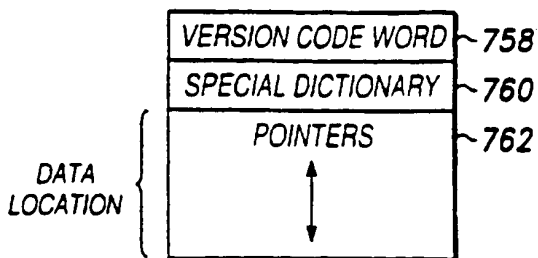 VERSION CODE WORD 758
SPECIAL DICTIONARY 760
POINTERS 762
DATA
LOCATION